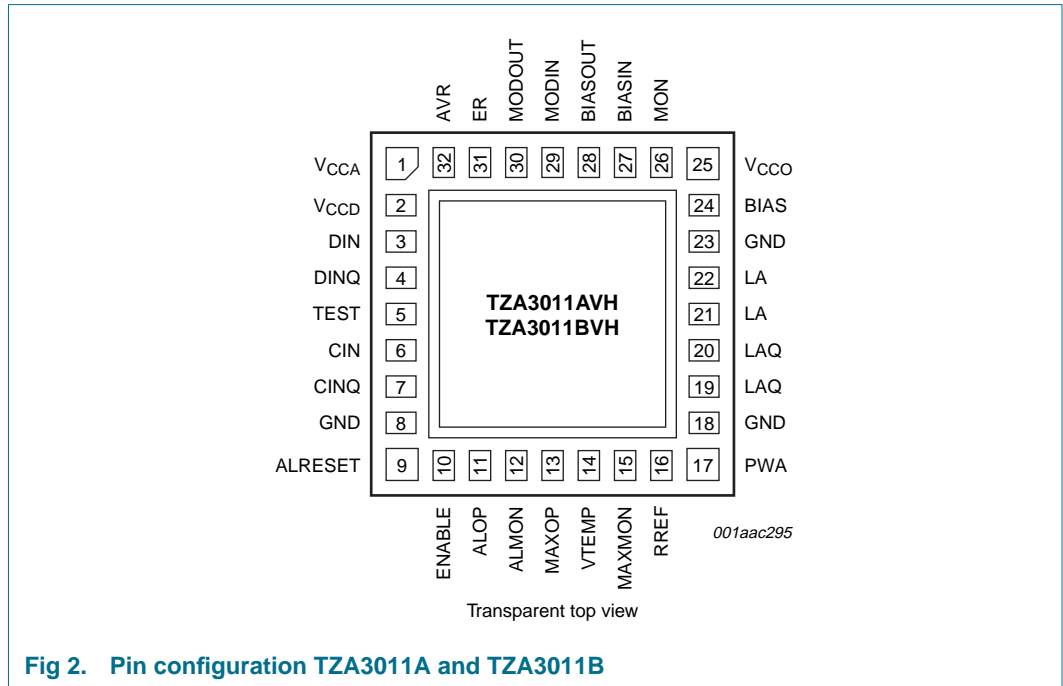 AVR
ER
MODOUT
MODIN
BIASOUT
BIASIN
MON
32
31
30
29
28
27
26
VCCA 1
25 VCCO
VCCD 2
24 BIAS
DIN 3
23 GND
DINQ 4
22 LA
TEST 5
21 LA
CIN 6
20 LAQ
CINQ 7
19 LAQ
GND 8
18 GND
ALRESET 9
17 PWA
TZA3011AVH
TZA3011BVH
10
11
12
13
14
15
16
ENABLE
ALOP
ALMON
MAXOP
VTEMP
MAXMON
RREF
001aac295
Transparent top view
Fig 2. Pin configuration TZA3011A and TZA3011B